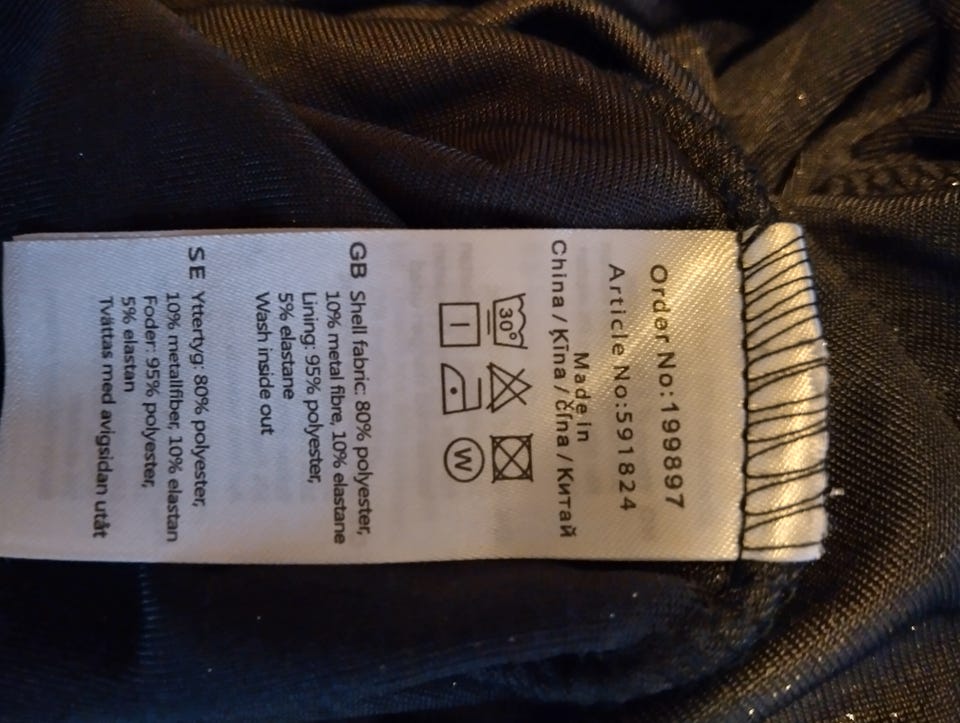 Order No:199897
Article No:591824
Made in
China / Ķīna / čína / Китай
30°
W
GB Shell fabric: 80% polyester,
10% metal fibre, 10% elastane
Lining: 95% polyester,
5% elastane
Wash inside out
SE Yttertyg: 80% polyester,
10% metallfiber, 10% elastan
Foder: 95% polyester,
5% elastan
Tvättas med avigsidan utåt